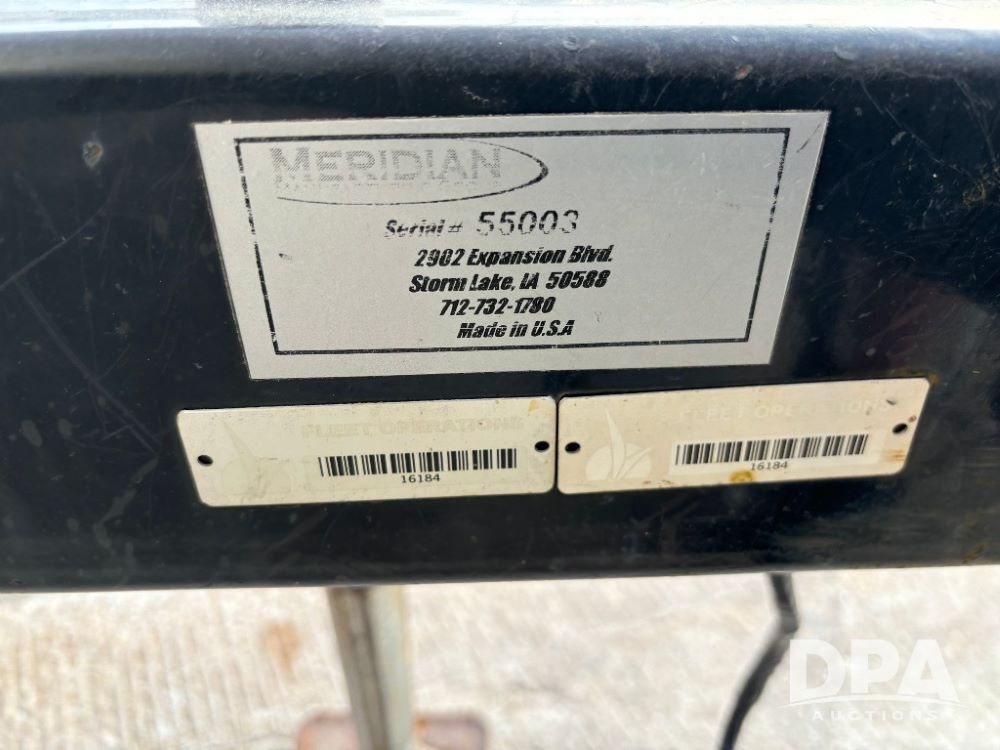 MERIDIAN
Serial # 55003
2902 Expansion Blvd.
Storm Lake, IA 50588
712-732-1780
Made in U.S.A
FLEET OPERATIONS
16184
FLEET OPERATIONS
16184
DPA
AUCTIONS